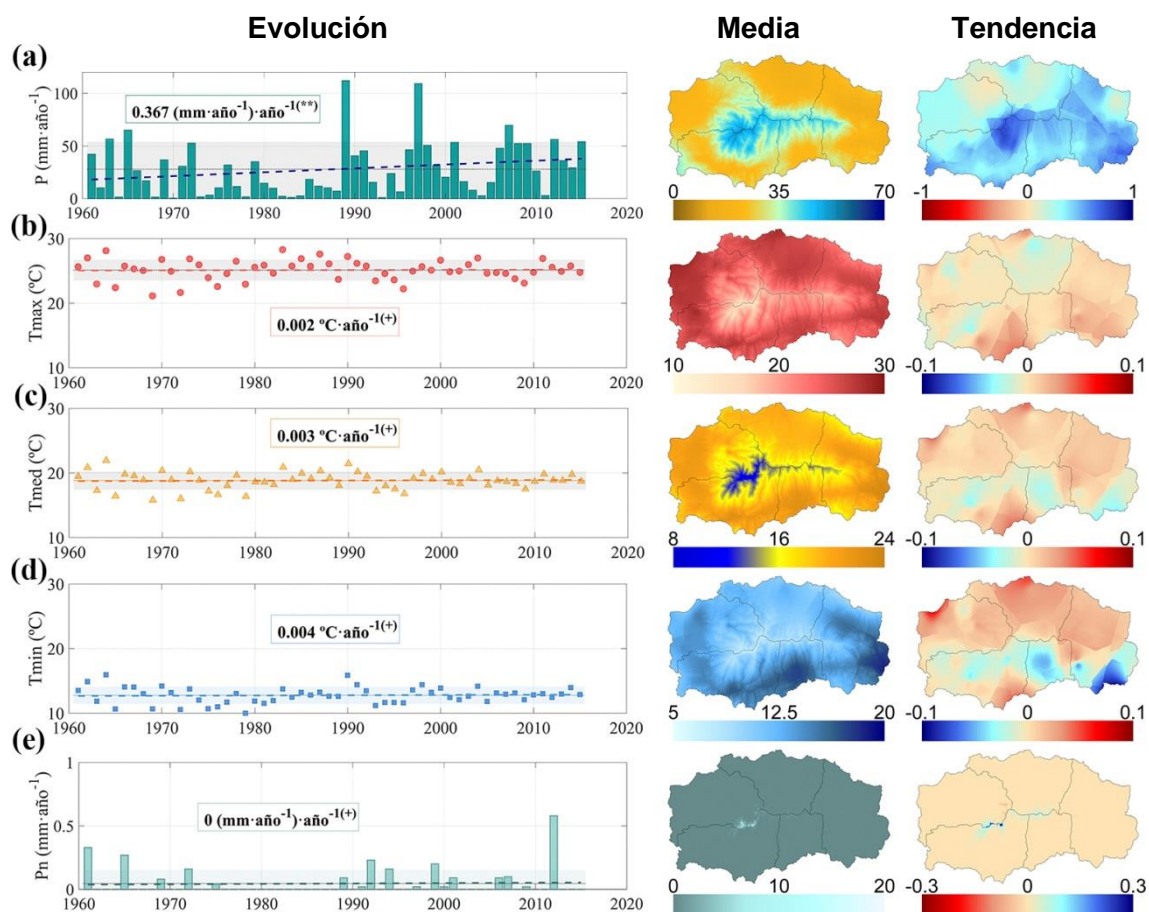 Evolución Media Tendencia
(a)
P (mm·año⁻¹)
100
50
0
0.367 (mm·año⁻¹)·año⁻¹(**)
1960 1970 1980 1990 2000 2010 2020
0 35 70
-1 0 1
(b)
Tmax (ºC)
30
20
10
0.002 ºC·año⁻¹(+)
1960 1970 1980 1990 2000 2010 2020
10 20 30
-0.1 0 0.1
(c)
Tmed (ºC)
30
20
10
0.003 ºC·año⁻¹(+)
1960 1970 1980 1990 2000 2010 2020
8 16 24
-0.1 0 0.1
(d)
Tmin (ºC)
30
20
10
0.004 ºC·año⁻¹(+)
1960 1970 1980 1990 2000 2010 2020
5 12.5 20
-0.1 0 0.1
(e)
Pn (mm·año⁻¹)
1
0.5
0
0 (mm·año⁻¹)·año⁻¹(+)
1960 1970 1980 1990 2000 2010 2020
0 10 20
-0.3 0 0.3